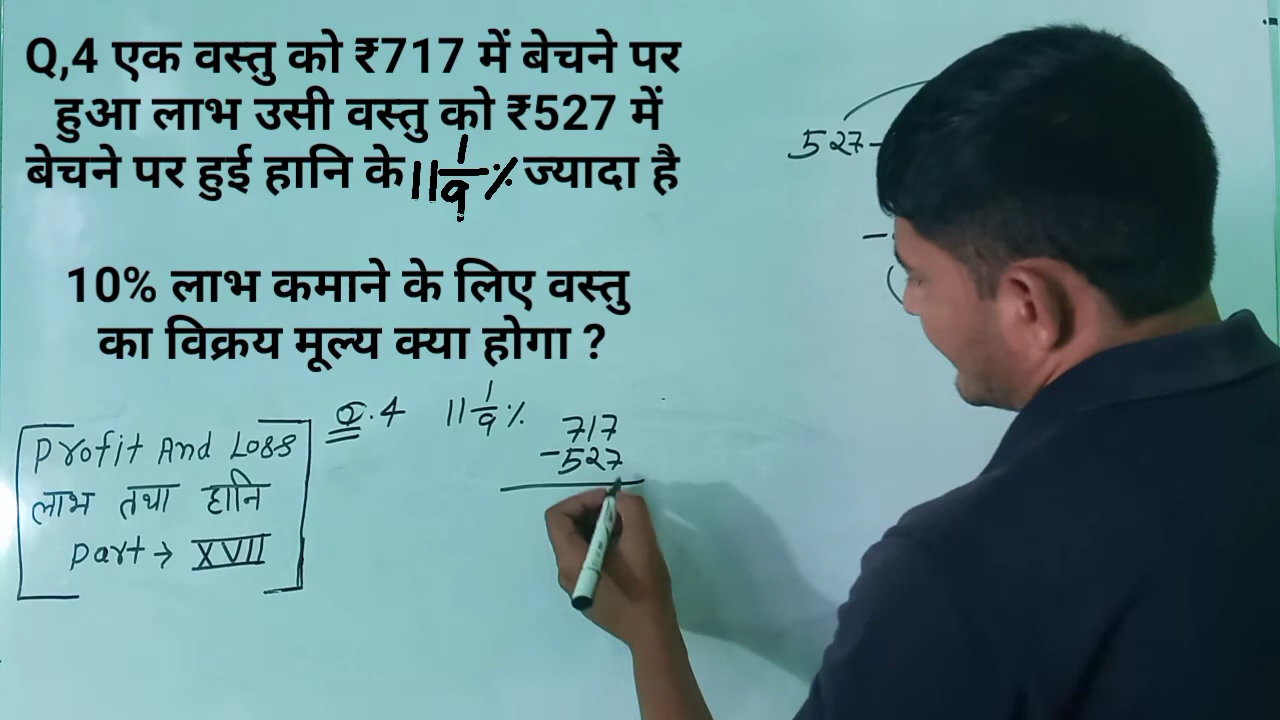 Q,4 एक वस्तु को ₹717 में बेचने पर
हुआ लाभ उसी वस्तु को ₹527 में
बेचने पर हुई हानि के 11 1/9 % ज्यादा है
10% लाभ कमाने के लिए वस्तु
का विक्रय मूल्य क्या होगा ?
Q.4 11 1/9 %
717
-527
Profit And Loss
लाभ तथा हानि
Part → XVII
527-